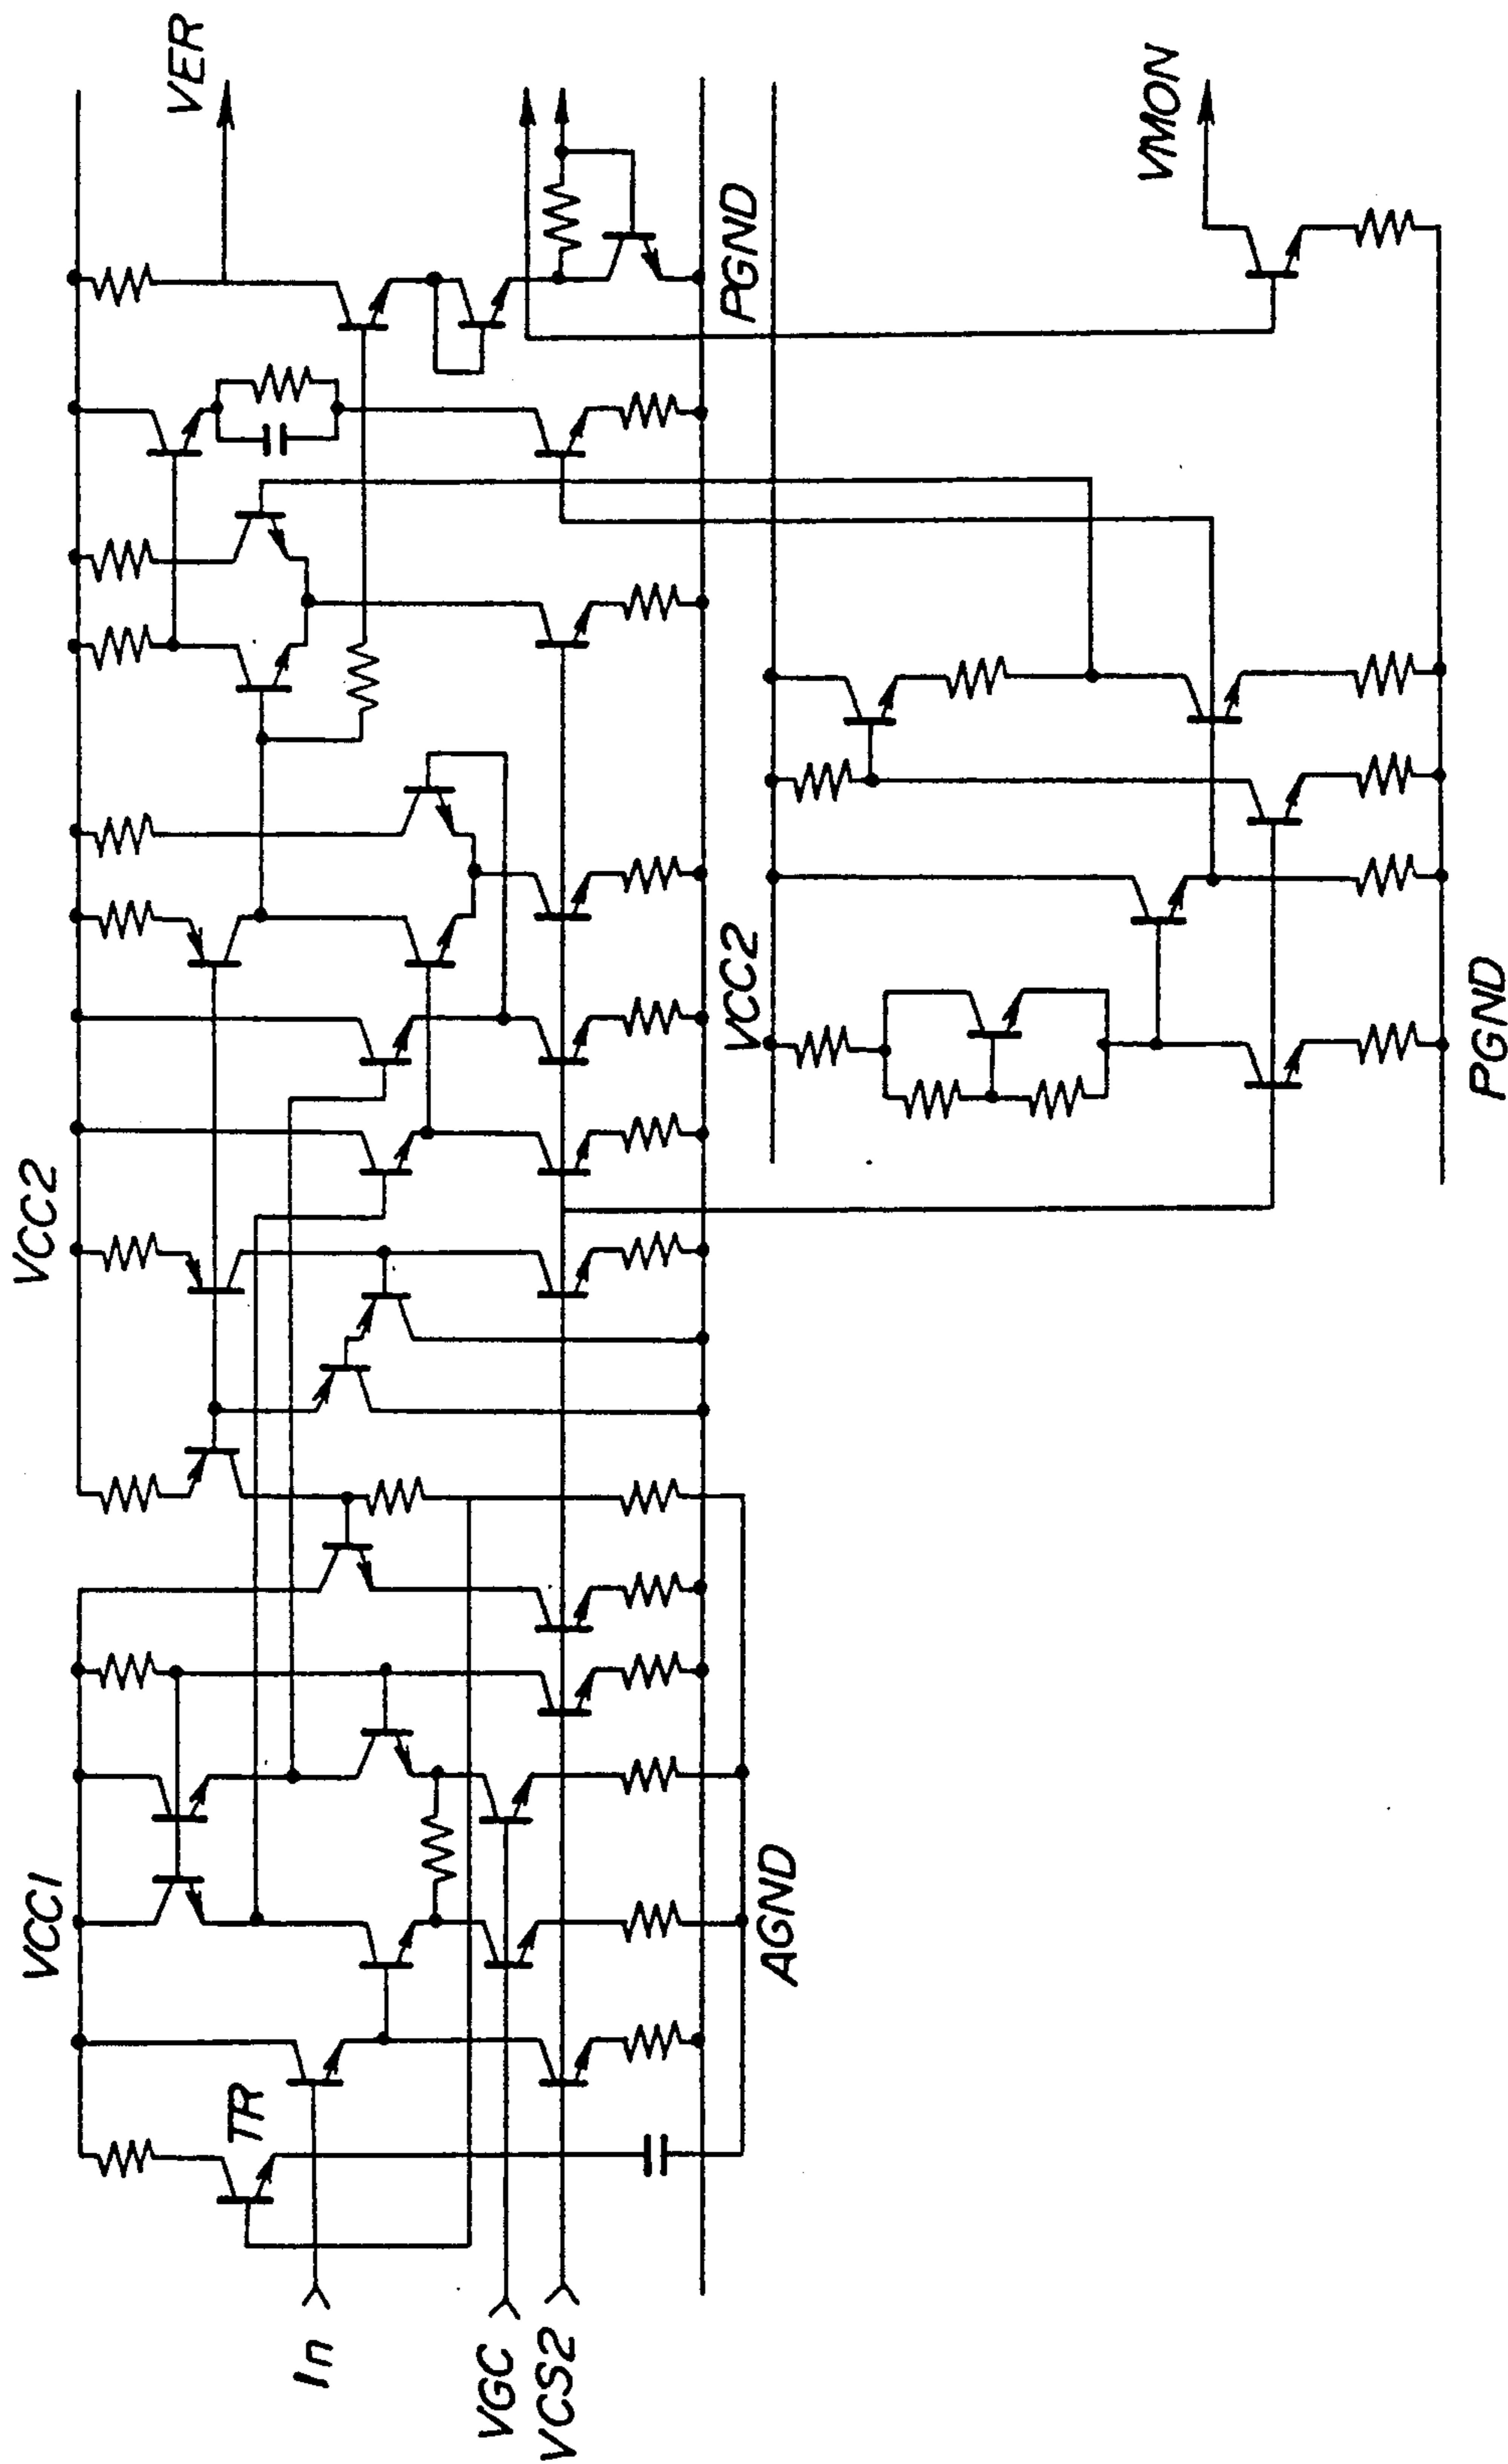 VCC1
VCC2
VER
TR
In
VGC
VCS2
AGND
VCC2
PGND
VMON
PGND